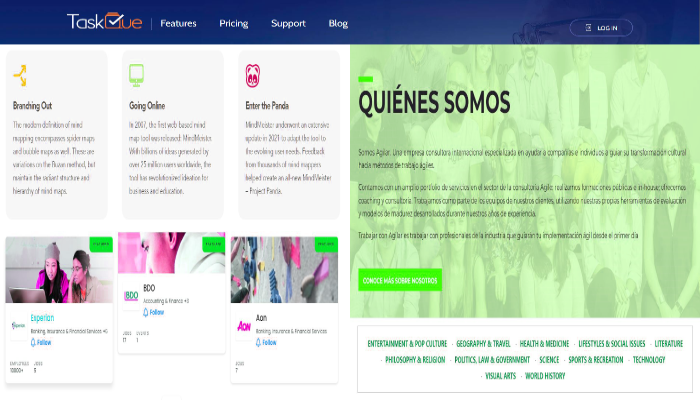 TaskQue
Features
Pricing
Support
Blog
LOG IN
Branching Out
The modern definition of mind
mapping encompasses spider maps
and bubble maps as well. These are
variations on the Buzan method, but
maintain the radiant structure and
hierarchy of mind maps.
Going Online
In 2007, the first web-based mind
map tool was released: MindMeister.
With billions of ideas generated by
over 25 million users worldwide, the
tool has revolutionized ideation for
business and education.
Enter the Panda
MindMeister underwent an extensive
update in 2021 to adapt the tool to
the evolving user needs. Feedback
from thousands of mind mappers
helped create an all-new MindMeister
– Project Panda.
Experian
Banking, Insurance & Financial Services +3
Follow
EMPLOYEES JOBS
BDO
BDO
Accounting & Finance +3
Follow
JOBS EVENTS
17 1
Aon
Aon
Banking, Insurance & Financial Services
Follow
JOBS
7
QUIÉNES SOMOS
Somos Agilar. Una empresa consultora internacional especializada en ayudar a compañías e individuos a guiar su transformación cultural
hacia métodos de trabajo ágiles.
Contamos con un amplio portfolio de servicios en el sector de la consultoría Agile: realizamos formaciones públicas e in-house; ofrecemos
coaching y consultoría. Trabajamos como parte de los equipos de nuestros clientes, utilizando nuestras propias herramientas de evaluación
y modelos de madurez desarrollados durante nuestros años de experiencia.
Trabajar con Agilar es trabajar con profesionales de la industria que guiarán tu implementación ágil desde el primer día
CONOCE MÁS SOBRE NOSOTROS
ENTERTAINMENT & POP CULTURE · GEOGRAPHY & TRAVEL · HEALTH & MEDICINE · LIFESTYLES & SOCIAL ISSUES · LITERATURE
· PHILOSOPHY & RELIGION · POLITICS, LAW & GOVERNMENT · SCIENCE · SPORTS & RECREATION · TECHNOLOGY
· VISUAL ARTS · WORLD HISTORY